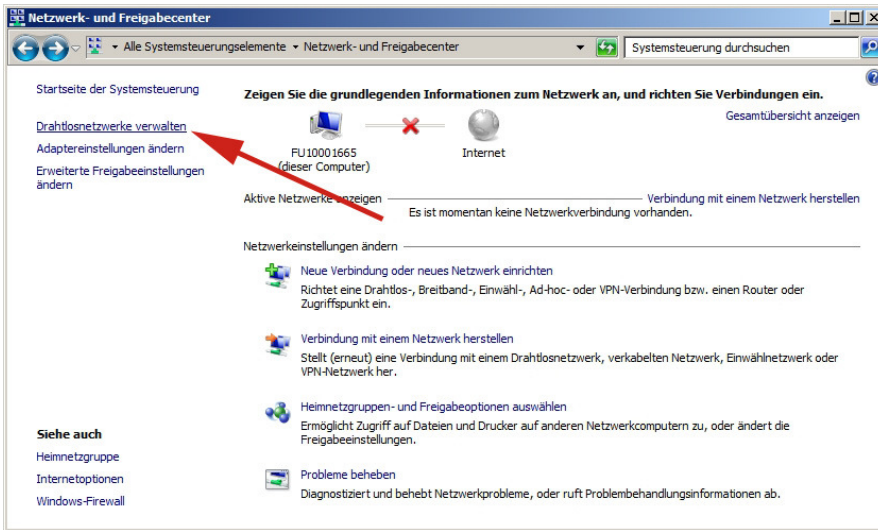 Netzwerk- und Freigabecenter
Alle Systemsteuerungselemente
Netzwerk- und Freigabecenter
Systemsteuerung durchsuchen
Startseite der Systemsteuerung
Drahtlosnetzwerke verwalten
Adaptereinstellungen ändern
Erweiterte Freigabeeinstellungen
ändern
Siehe auch
Heimnetzgruppe
Internetoptionen
Windows-Firewall
Zeigen Sie die grundlegenden Informationen zum Netzwerk an, und richten Sie Verbindungen ein.
Gesamtübersicht anzeigen
FU10001665
(dieser Computer)
Internet
Aktive Netzwerke anzeigen
Verbindung mit einem Netzwerk herstellen
Es ist momentan keine Netzwerkverbindung vorhanden.
Netzwerkeinstellungen ändern
Neue Verbindung oder neues Netzwerk einrichten
Richtet eine Drahtlos-, Breitband-, Einwähl-, Ad-hoc- oder VPN-Verbindung bzw. einen Router oder
Zugriffspunkt ein.
Verbindung mit einem Netzwerk herstellen
Stellt (erneut) eine Verbindung mit einem Drahtlosnetzwerk, verkabelten Netzwerk, Einwählnetzwerk oder
VPN-Netzwerk her.
Heimnetzgruppen- und Freigabeoptionen auswählen
Ermöglicht Zugriff auf Dateien und Drucker auf anderen Netzwerkcomputern zu, oder ändert die
Freigabeeinstellungen.
Probleme beheben
Diagnostiziert und behebt Netzwerkprobleme, oder ruft Problembehandlungsinformationen ab.